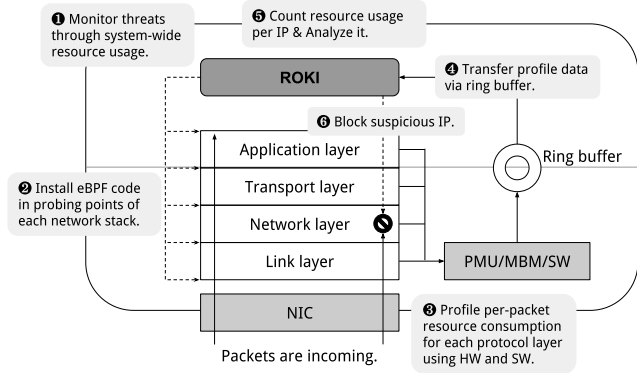 ❶ Monitor threats
through system-wide
resource usage.
❺ Count resource usage
per IP & Analyze it.
❹ Transfer profile data
via ring buffer.
ROKI
❻ Block suspicious IP.
Application layer
Transport layer
Network layer
Link layer
Ring buffer
❷ Install eBPF code
in probing points of
each network stack.
PMU/MBM/SW
NIC
❸ Profile per-packet
resource consumption
for each protocol layer
using HW and SW.
Packets are incoming.